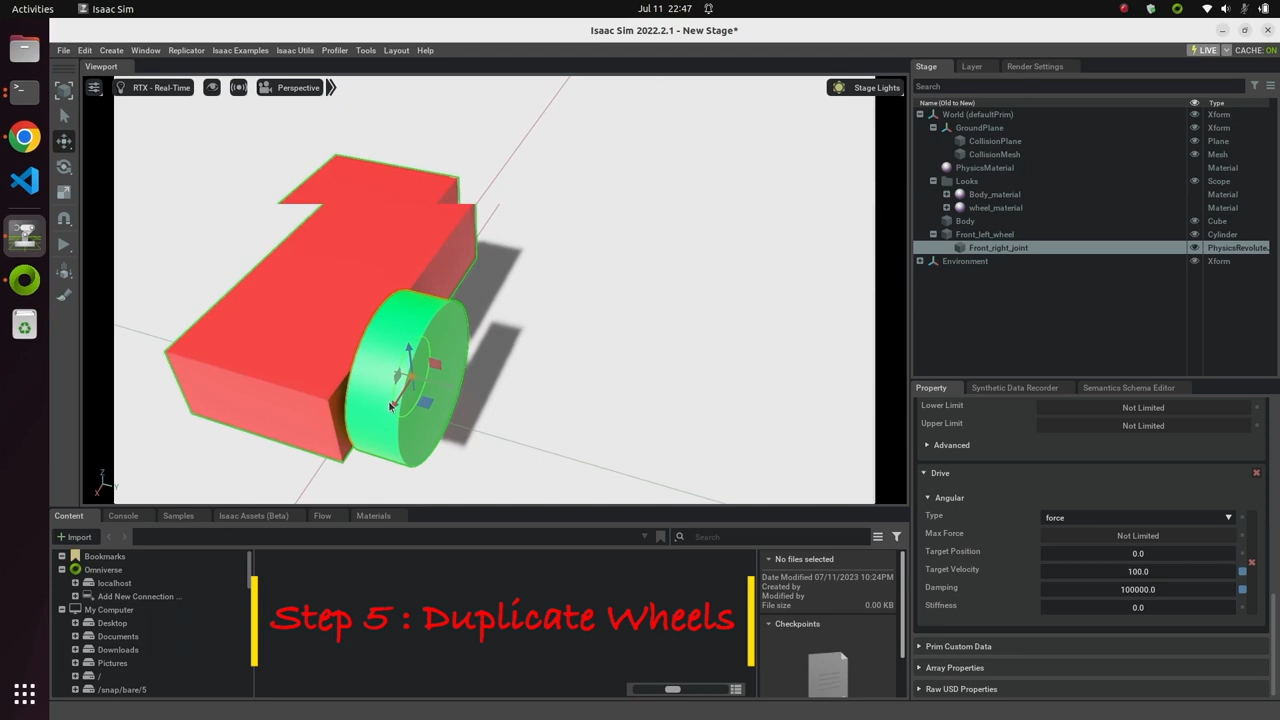 Activities
Isaac Sim
Jul 11 22:47
Isaac Sim 2022.2.1 - New Stage*
File Edit Create Window Replicator Isaac Examples Isaac Utils Profiler Tools Layout Help
LIVE
CACHE: ON
Viewport
RTX - Real-Time
Perspective
Stage Lights
Z
X
Y
Stage Layer Render Settings
Search
Name (Old to New) Type
World (defaultPrim) Xform
GroundPlane Xform
CollisionPlane Plane
CollisionMesh Mesh
PhysicsMaterial Material
Looks Scope
Body_material Material
wheel_material Material
Body Cube
Front_left_wheel Cylinder
Front_right_joint PhysicsRevolute.
Environment Xform
Property Synthetic Data Recorder Semantics Schema Editor
Lower Limit Not Limited
Upper Limit Not Limited
Advanced
Drive
Angular
Type force
Max Force Not Limited
Target Position 0.0
Target Velocity 100.0
Damping 100000.0
Stiffness 0.0
Prim Custom Data
Array Properties
Raw USD Properties
Content Console Samples Isaac Assets (Beta) Flow Materials
+ Import
Search
Bookmarks
Omniverse
localhost
Add New Connection ...
My Computer
Desktop
Documents
Downloads
Pictures
/
/snap/bare/5
Step 5 : Duplicate Wheels
No files selected
Date Modified 07/11/2023 10:24PM
Created by
Modified by
File size 0.00 KB
Checkpoints